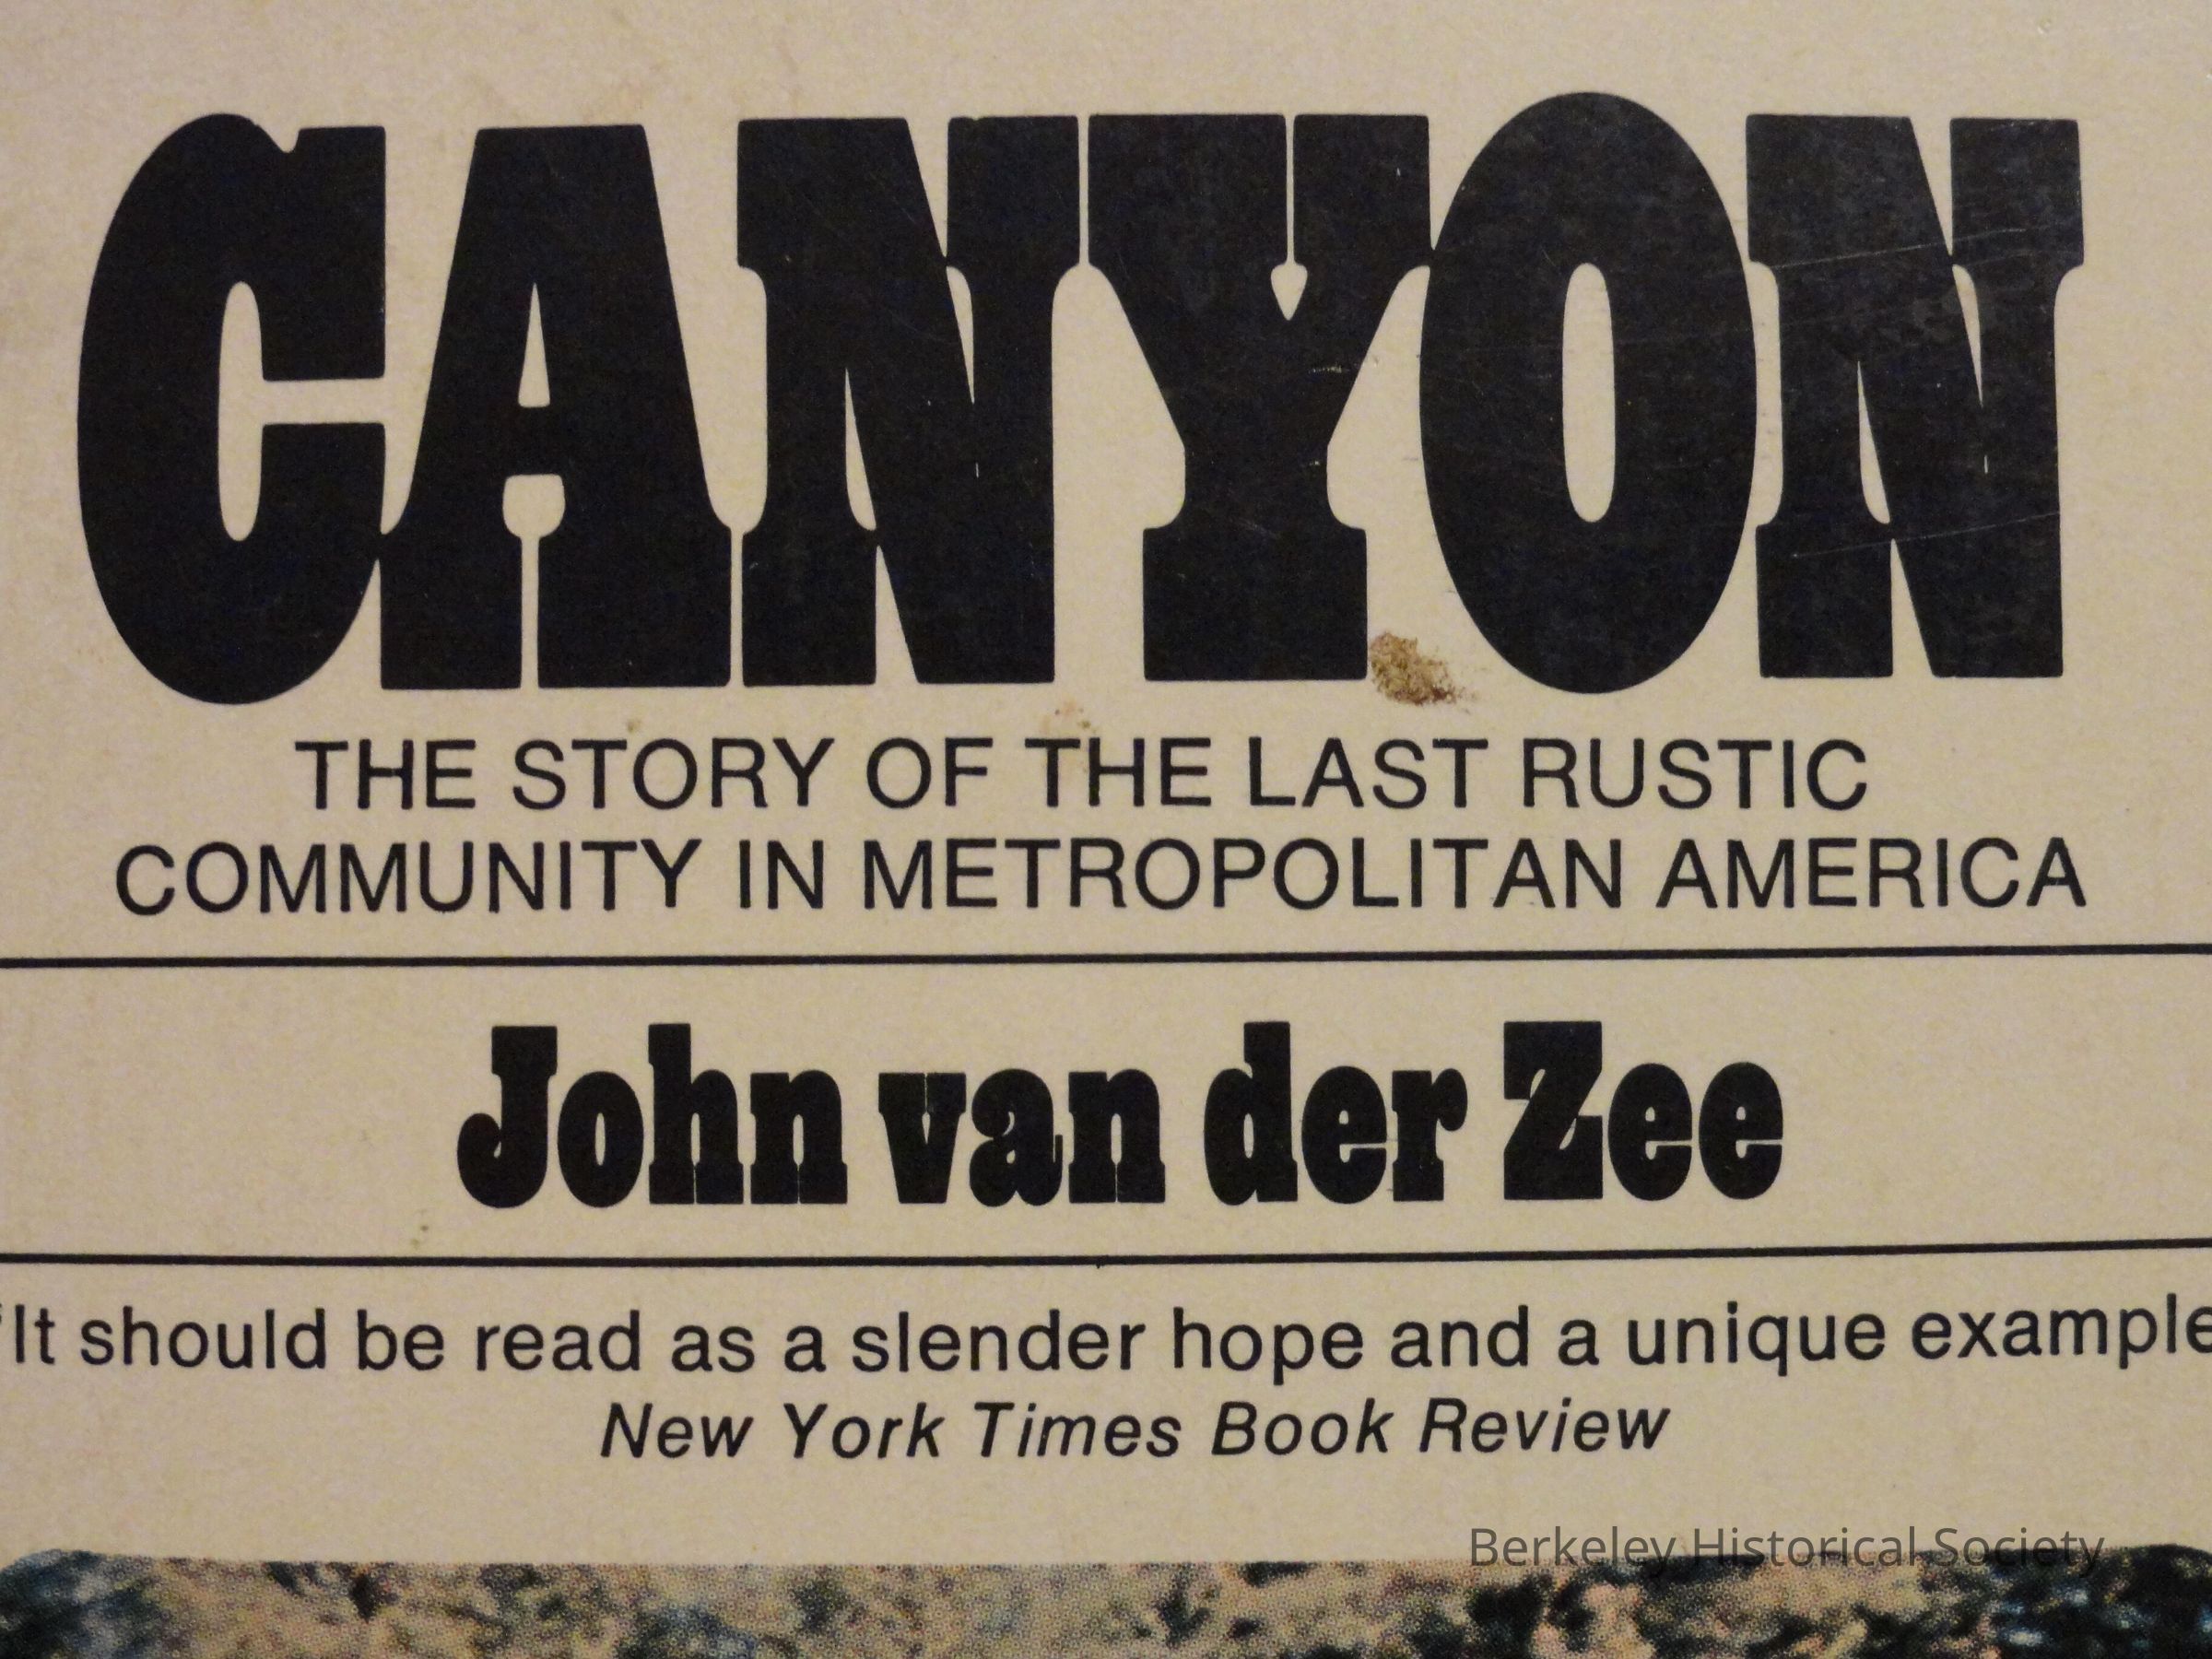 CANYON
THE STORY OF THE LAST RUSTIC
COMMUNITY IN METROPOLITAN AMERICA
John van der Zee
"It should be read as a slender hope and a unique example
New York Times Book Review
Berkeley Historical Society